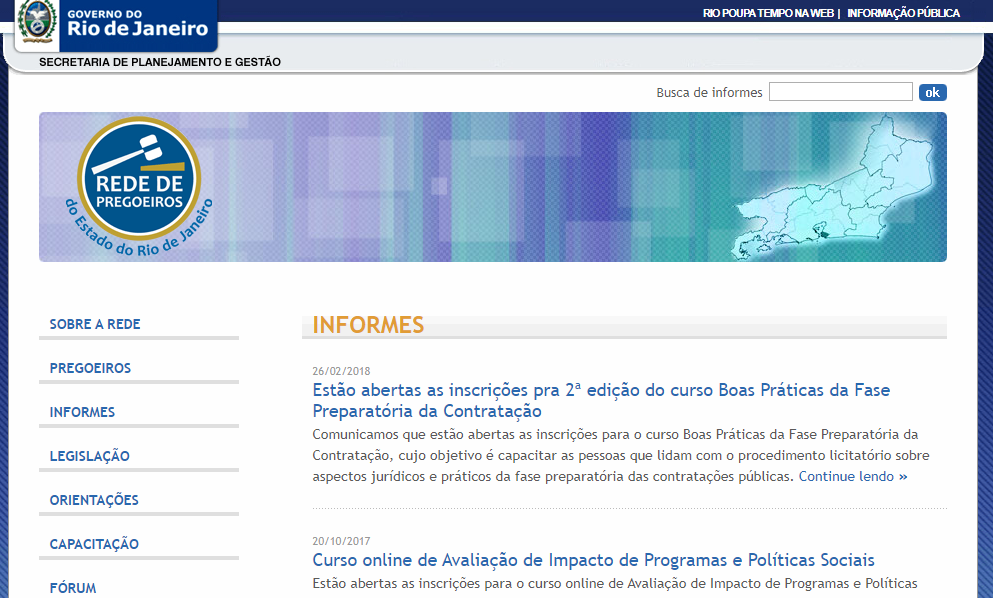 GOVERNO DO
Rio de Janeiro
RIO POUPA TEMPO NA WEB | INFORMAÇÃO PÚBLICA
SECRETARIA DE PLANEJAMENTO E GESTÃO
Busca de informes ok
REDE DE
PREGOEIROS
do Estado do Rio de Janeiro
SOBRE A REDE
PREGOEIROS
INFORMES
LEGISLAÇÃO
ORIENTAÇÕES
CAPACITAÇÃO
FÓRUM
INFORMES
26/02/2018
Estão abertas as inscrições pra 2ª edição do curso Boas Práticas da Fase
Preparatória da Contratação
Comunicamos que estão abertas as inscrições para o curso Boas Práticas da Fase Preparatória da
Contratação, cujo objetivo é capacitar as pessoas que lidam com o procedimento licitatório sobre
aspectos jurídicos e práticos da fase preparatória das contratações públicas. Continue lendo »
20/10/2017
Curso online de Avaliação de Impacto de Programas e Políticas Sociais
Estão abertas as inscrições para o curso online de Avaliação de Impacto de Programas e Políticas